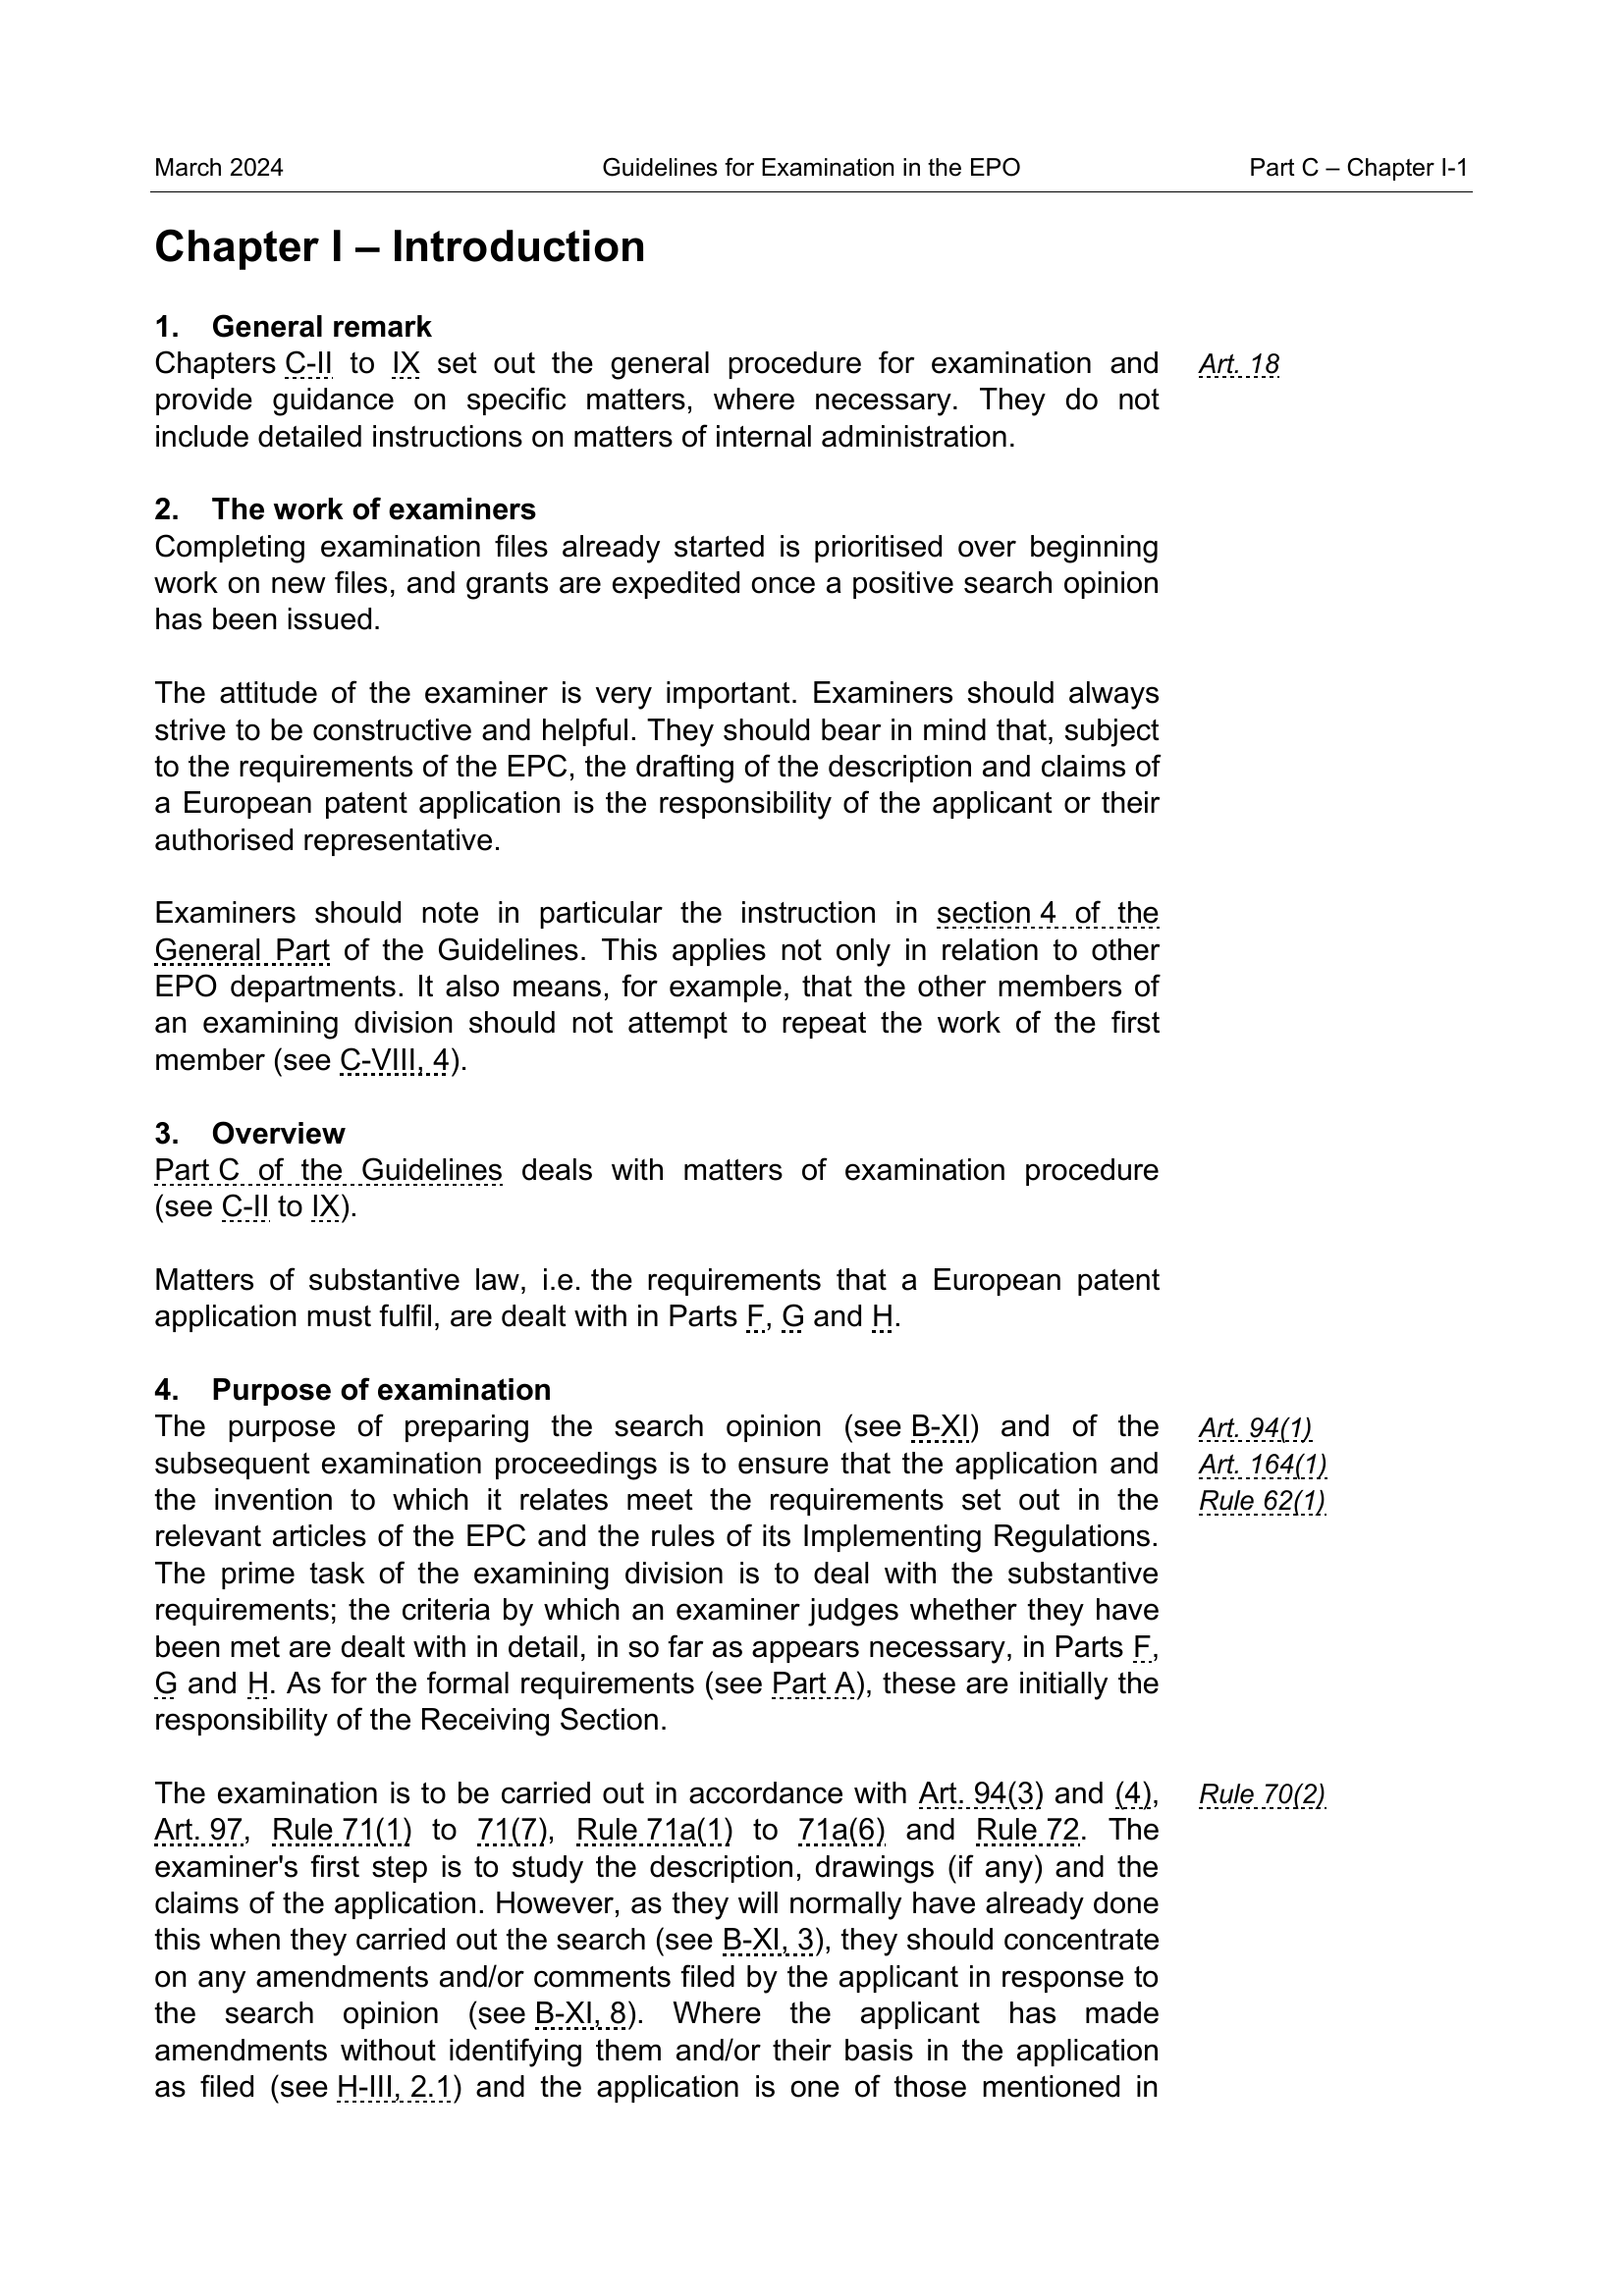 March 2024 Guidelines for Examination in the EPO Part C – Chapter I-1
Chapter I – Introduction
1. General remark
Chapters C-II to IX set out the general procedure for examination and Art. 18
provide guidance on specific matters, where necessary. They do not
include detailed instructions on matters of internal administration.
2. The work of examiners
Completing examination files already started is prioritised over beginning
work on new files, and grants are expedited once a positive search opinion
has been issued.
The attitude of the examiner is very important. Examiners should always
strive to be constructive and helpful. They should bear in mind that, subject
to the requirements of the EPC, the drafting of the description and claims of
a European patent application is the responsibility of the applicant or their
authorised representative.
Examiners should note in particular the instruction in section 4 of the
General Part of the Guidelines. This applies not only in relation to other
EPO departments. It also means, for example, that the other members of
an examining division should not attempt to repeat the work of the first
member (see C-VIII, 4).
3. Overview
Part C of the Guidelines deals with matters of examination procedure
(see C-II to IX).
Matters of substantive law, i.e. the requirements that a European patent
application must fulfil, are dealt with in Parts F, G and H.
4. Purpose of examination
The purpose of preparing the search opinion (see B-XI) and of the Art. 94(1)
subsequent examination proceedings is to ensure that the application and Art. 164(1)
the invention to which it relates meet the requirements set out in the Rule 62(1)
relevant articles of the EPC and the rules of its Implementing Regulations.
The prime task of the examining division is to deal with the substantive
requirements; the criteria by which an examiner judges whether they have
been met are dealt with in detail, in so far as appears necessary, in Parts F,
G and H. As for the formal requirements (see Part A), these are initially the
responsibility of the Receiving Section.
The examination is to be carried out in accordance with Art. 94(3) and (4), Rule 70(2)
Art. 97, Rule 71(1) to 71(7), Rule 71a(1) to 71a(6) and Rule 72. The
examiner's first step is to study the description, drawings (if any) and the
claims of the application. However, as they will normally have already done
this when they carried out the search (see B-XI, 3), they should concentrate
on any amendments and/or comments filed by the applicant in response to
the search opinion (see B-XI, 8). Where the applicant has made
amendments without identifying them and/or their basis in the application
as filed (see H-III, 2.1) and the application is one of those mentioned in